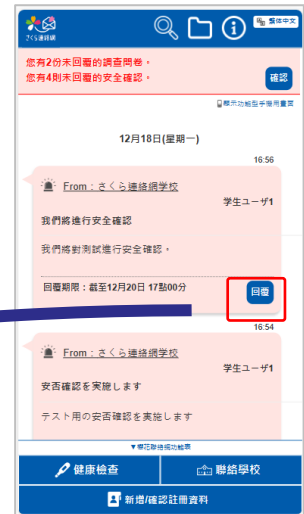 さくら連絡網
繁体中文
您有2份未回覆的調查問卷。
您有4則未回覆的安全確認。
確認
顯示功能型手機用畫面
12月18日(星期一)
16:56
From：さくら連絡網学校
学生ユーザ1
我們將進行安全確認
我們將對測試進行安全確認。
回覆期限：截至12月20日 17點00分
回覆
16:54
From：さくら連絡網学校
学生ユーザ1
安否確認を実施します
テスト用の安否確認を実施します
▼櫻花聯絡網功能表
健康檢查
聯絡學校
新增/確認註冊資料